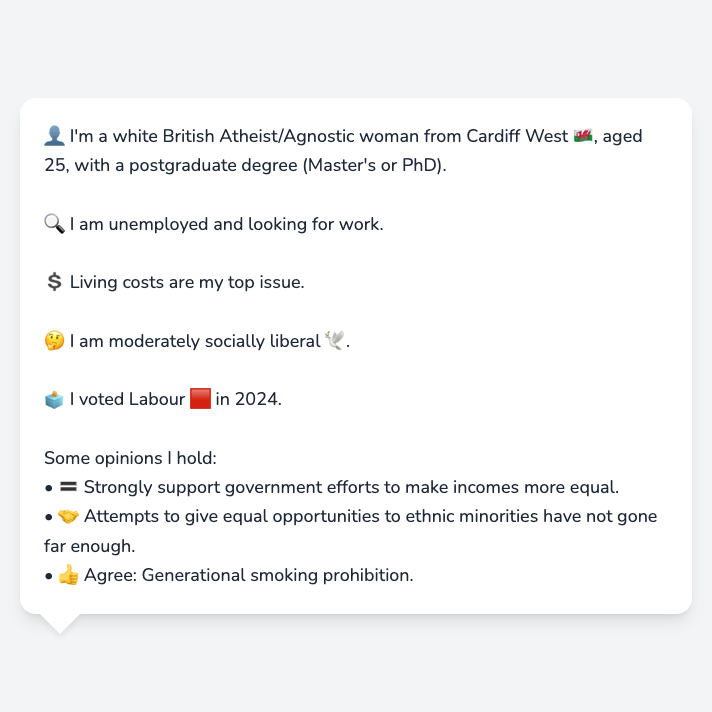 👤 I'm a white British Atheist/Agnostic woman from Cardiff West 🏴󠁧󠁢󠁷󠁬󠁳󠁿, aged
25, with a postgraduate degree (Master's or PhD).
🔍 I am unemployed and looking for work.
💲 Living costs are my top issue.
🤔 I am moderately socially liberal 🕊️.
🗳️ I voted Labour 🟥 in 2024.
Some opinions I hold:
• 🟰 Strongly support government efforts to make incomes more equal.
• 🤝 Attempts to give equal opportunities to ethnic minorities have not gone
far enough.
• 👍 Agree: Generational smoking prohibition.